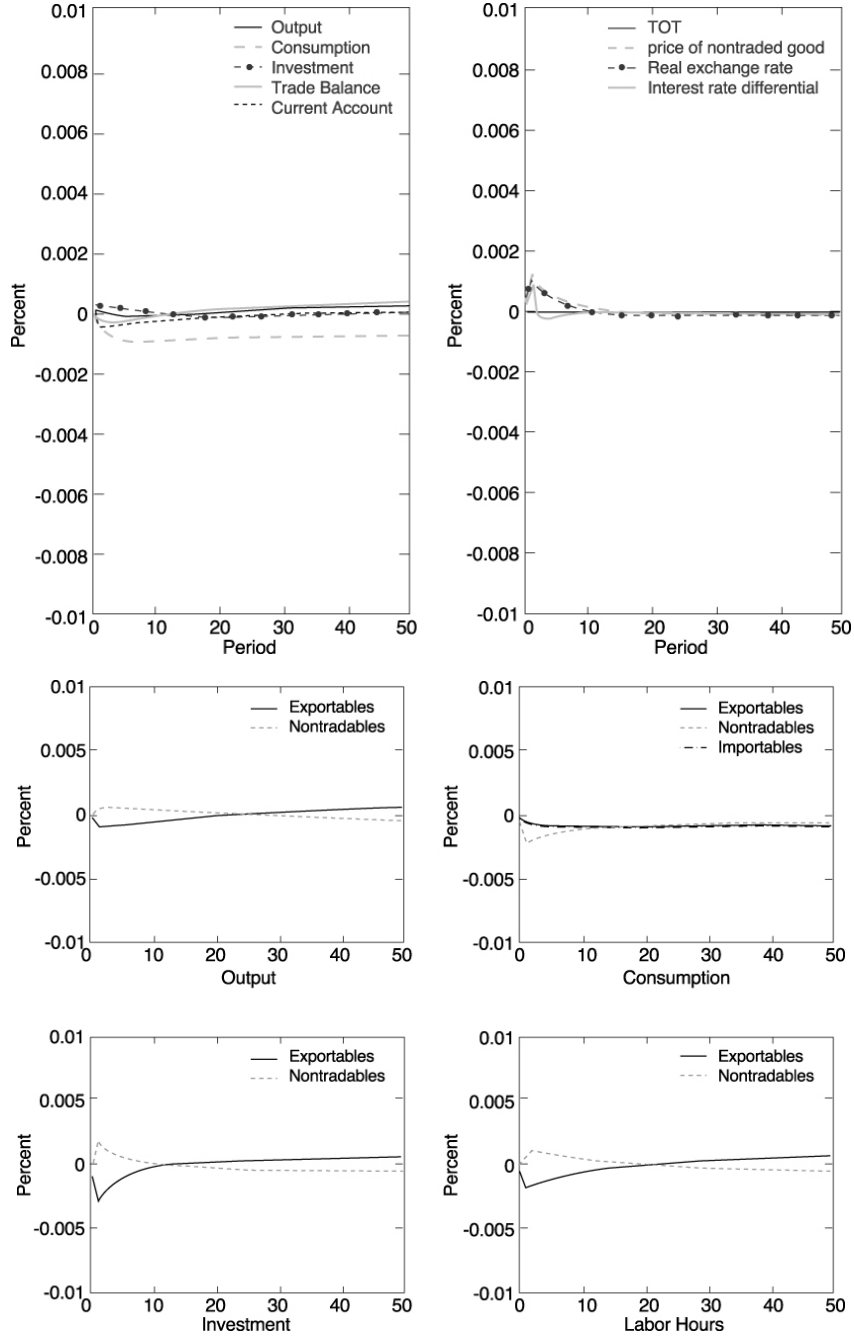 0.01
0.008
0.006
0.004
0.002
0
-0.002
-0.004
-0.006
-0.008
-0.01
Percent
Output
Consumption
Investment
Trade Balance
Current Account
0 10 20 30 40 50
Period
0.01
0.008
0.006
0.004
0.002
0
-0.002
-0.004
-0.006
-0.008
-0.01
Percent
TOT
price of nontraded good
Real exchange rate
Interest rate differential
0 10 20 30 40 50
Period
0.01
0.005
0
-0.005
-0.01
Percent
Exportables
Nontradables
0 10 20 30 40 50
Output
0.01
0.005
0
-0.005
-0.01
Percent
Exportables
Nontradables
Importables
0 10 20 30 40 50
Consumption
0.01
0.005
0
-0.005
-0.01
Percent
Exportables
Nontradables
0 10 20 30 40 50
Investment
0.01
0.005
0
-0.005
-0.01
Percent
Exportables
Nontradables
0 10 20 30 40 50
Labor Hours